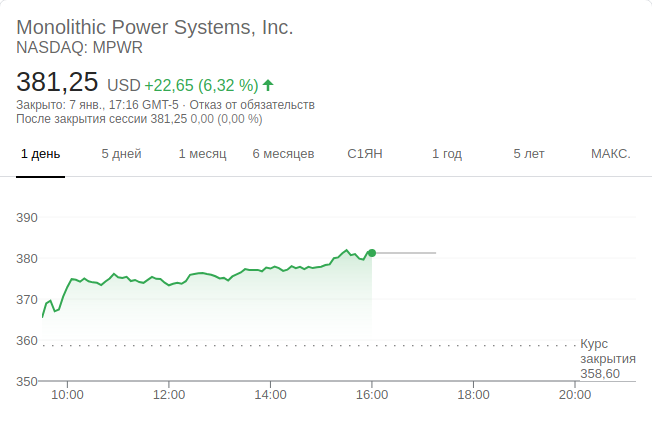 Monolithic Power Systems, Inc.
NASDAQ: MPWR
381,25 USD +22,65 (6,32 %)
Закрыто: 7 янв., 17:16 GMT-5 · Отказ от обязательств
После закрытия сессии 381,25 0,00 (0,00 %)
1 день 5 дней 1 месяц 6 месяцев С1ЯН 1 год 5 лет МАКС.
390
380
370
360
Курс
закрытия
358,60
350
10:00 12:00 14:00 16:00 18:00 20:00